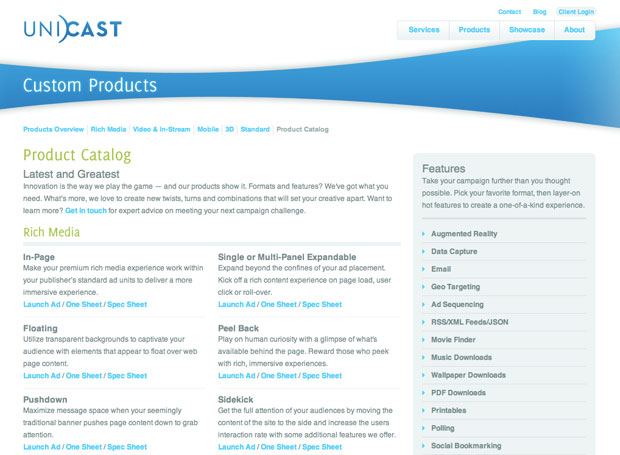 Contact Blog Client Login
UNICAST
Services Products Showcase About
Custom Products
Products Overview | Rich Media | Video & In-Stream | Mobile | 3D | Standard | Product Catalog
Product Catalog
Latest and Greatest
Innovation is the way we play the game — and our products show it. Formats and features? We've got what you
need. What's more, we love to create new twists, turns and combinations that will set your creative apart. Want to
learn more? Get in touch for expert advice on meeting your next campaign challenge.
Rich Media
In-Page
Make your premium rich media experience work within
your publisher's standard ad units to deliver a more
immersive experience.
Launch Ad / One Sheet / Spec Sheet
Single or Multi-Panel Expandable
Expand beyond the confines of your ad placement.
Kick off a rich content experience on page load, user
click or roll-over.
Launch Ad / One Sheet / Spec Sheet
Floating
Utilize transparent backgrounds to captivate your
audience with elements that appear to float over web
page content.
Launch Ad / One Sheet / Spec Sheet
Peel Back
Play on human curiosity with a glimpse of what's
available behind the page. Reward those who peek
with rich, immersive experiences.
Launch Ad / One Sheet / Spec Sheet
Pushdown
Maximize message space when your seemingly
traditional banner pushes page content down to grab
attention.
Launch Ad / One Sheet / Spec Sheet
Sidekick
Get the full attention of your audiences by moving the
content of the site to the side and increase the users
interaction rate with some additional features we offer.
Launch Ad / One Sheet / Spec Sheet
Features
Take your campaign further than you thought
possible. Pick your favorite format, then layer-on
hot features to create a one-of-a-kind experience.
Augmented Reality
Data Capture
Email
Geo Targeting
Ad Sequencing
RSS/XML Feeds/JSON
Movie Finder
Music Downloads
Wallpaper Downloads
PDF Downloads
Printables
Polling
Social Bookmarking